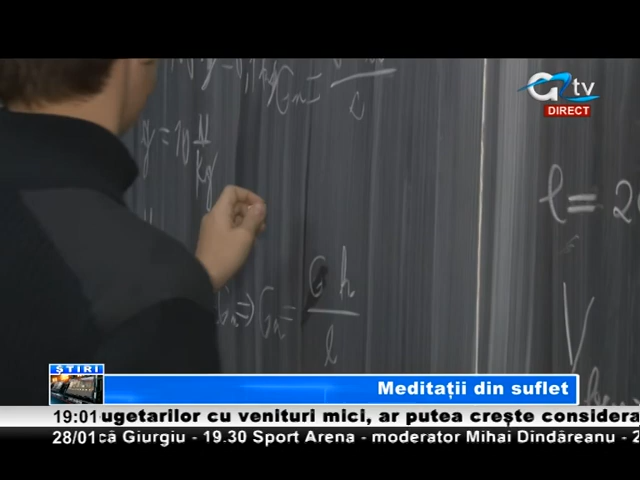 G tv
DIRECT
l = 2
y = 10 N
kg
G h
Gn =
l
V
ȘTIRI
Meditații din suflet
19:01 ugetarilor cu venituri mici, ar putea crește considera
28/01 că Giurgiu - 19.30 Sport Arena - moderator Mihai Dîndăreanu - 2